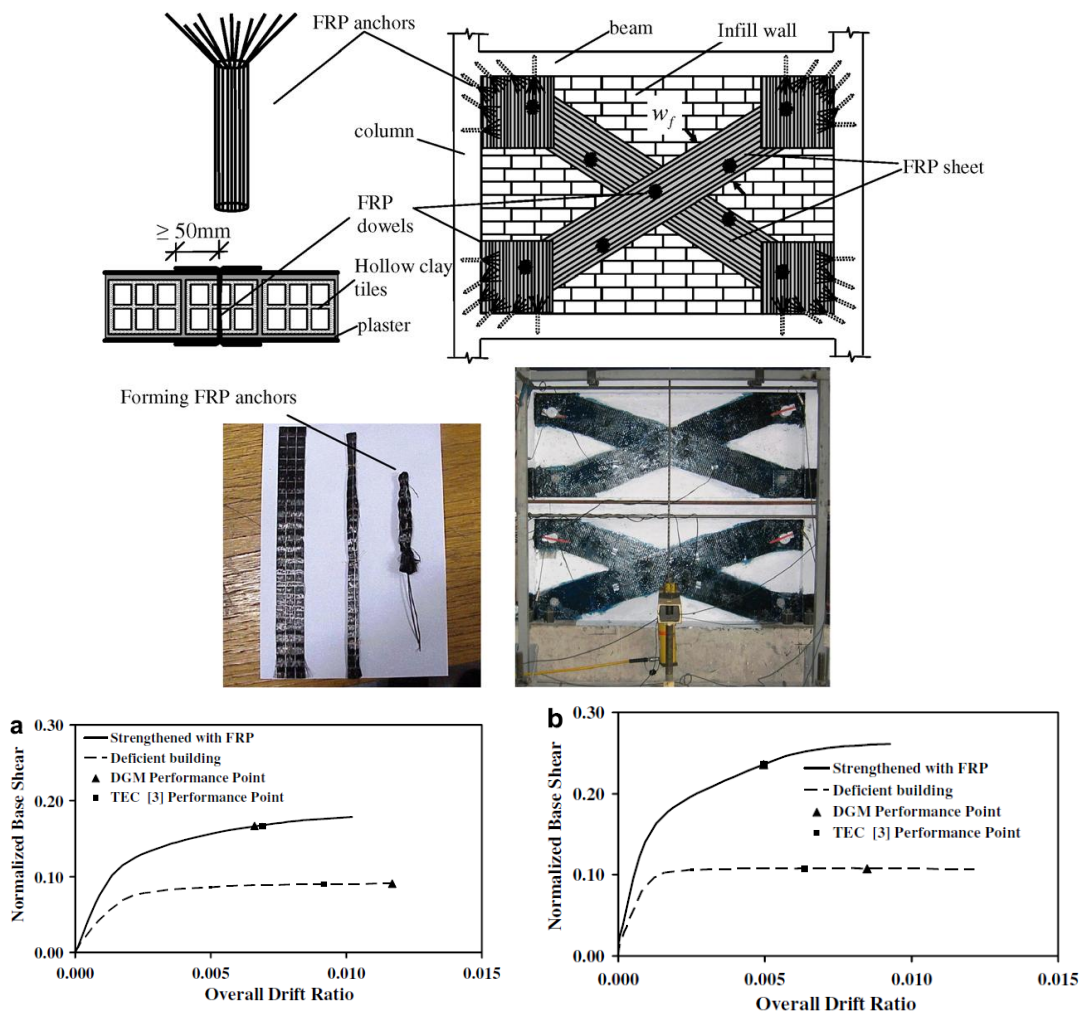 FRP anchors
beam
Infill wall
column
w_f
FRP sheet
FRP
dowels
≥ 50mm
Hollow clay
tiles
plaster
Forming FRP anchors
a
Normalized Base Shear
0.30
0.20
0.10
0.00
Strengthened with FRP
Deficient building
DGM Performance Point
TEC [3] Performance Point
0.000
0.005
0.010
0.015
Overall Drift Ratio
b
Normalized Base Shear
0.30
0.20
0.10
0.00
Strengthened with FRP
Deficient building
DGM Performance Point
TEC [3] Performance Point
0.000
0.005
0.010
0.015
Overall Drift Ratio